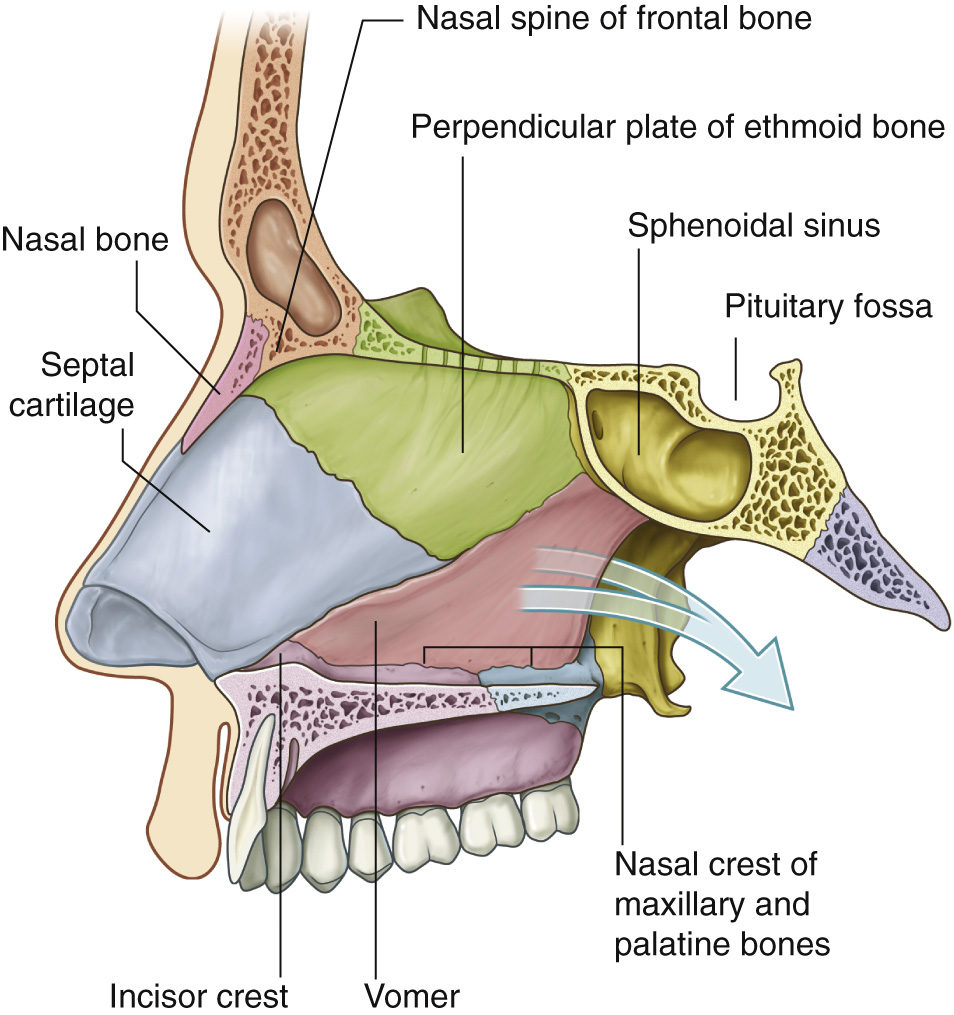 Nasal spine of frontal bone
Perpendicular plate of ethmoid bone
Sphenoidal sinus
Nasal bone
Pituitary fossa
Septal
cartilage
Nasal crest of
maxillary and
palatine bones
Incisor crest
Vomer